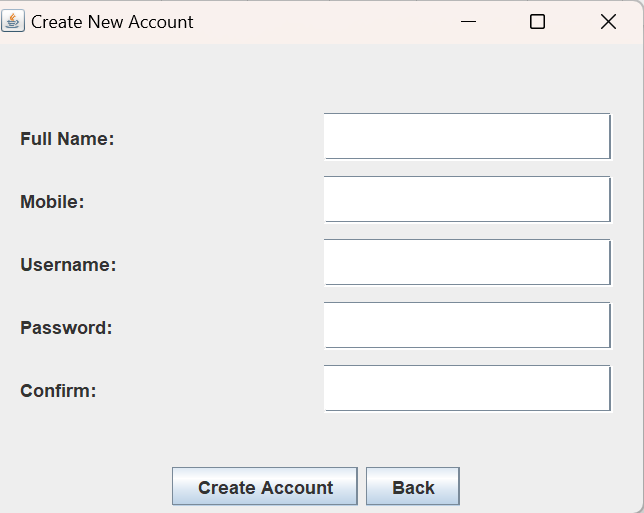 Create New Account
Full Name:
Mobile:
Username:
Password:
Confirm:
Create Account Back